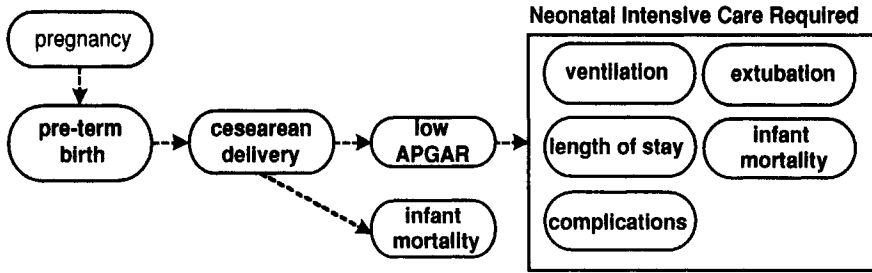 Neonatal Intensive Care Required
pregnancy
pre-term
birth
cesearean
delivery
low
APGAR
infant
mortality
ventilation
extubation
length of stay
infant
mortality
complications